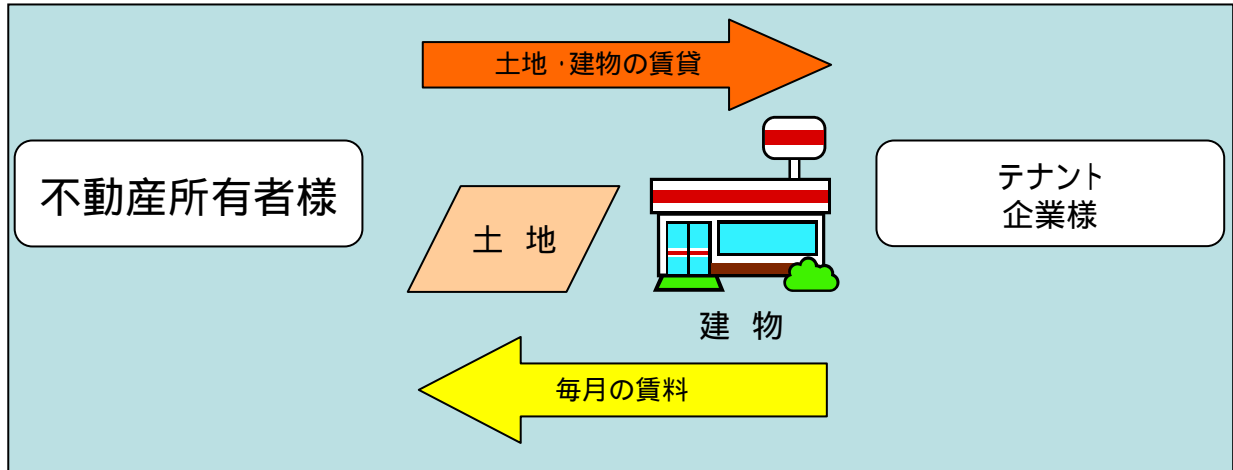 土地・建物の賃貸
不動産所有者様
土 地
建 物
テナント
企業様
毎月の賃料